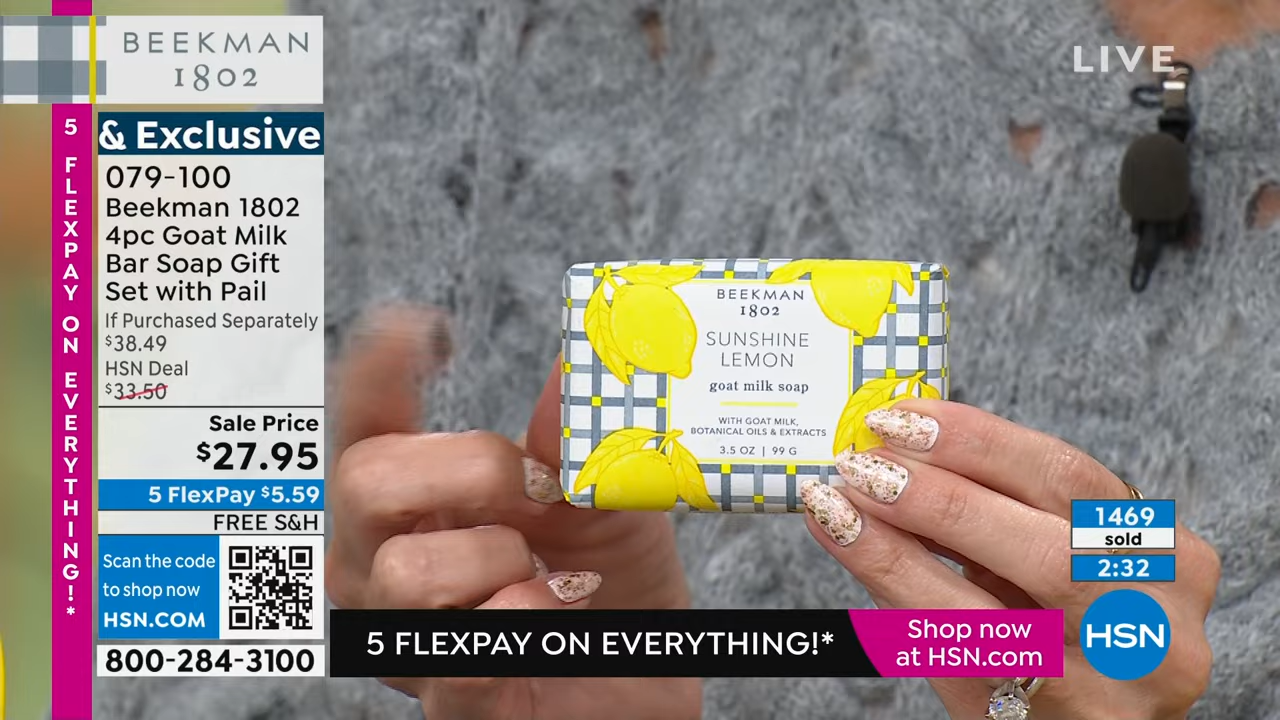 BEEKMAN
1802
5 FLEXPAY ON EVERYTHING!*
& Exclusive
079-100
Beekman 1802
4pc Goat Milk
Bar Soap Gift
Set with Pail
If Purchased Separately
$38.49
HSN Deal
$33.50
Sale Price
$27.95
5 FlexPay $5.59
FREE S&H
Scan the code
to shop now
HSN.COM
800-284-3100
LIVE
BEEKMAN
1802
SUNSHINE
LEMON
goat milk soap
WITH GOAT MILK,
BOTANICAL OILS & EXTRACTS
3.5 OZ | 99 G
1469
sold
2:32
HSN
5 FLEXPAY ON EVERYTHING!*
Shop now
at HSN.com